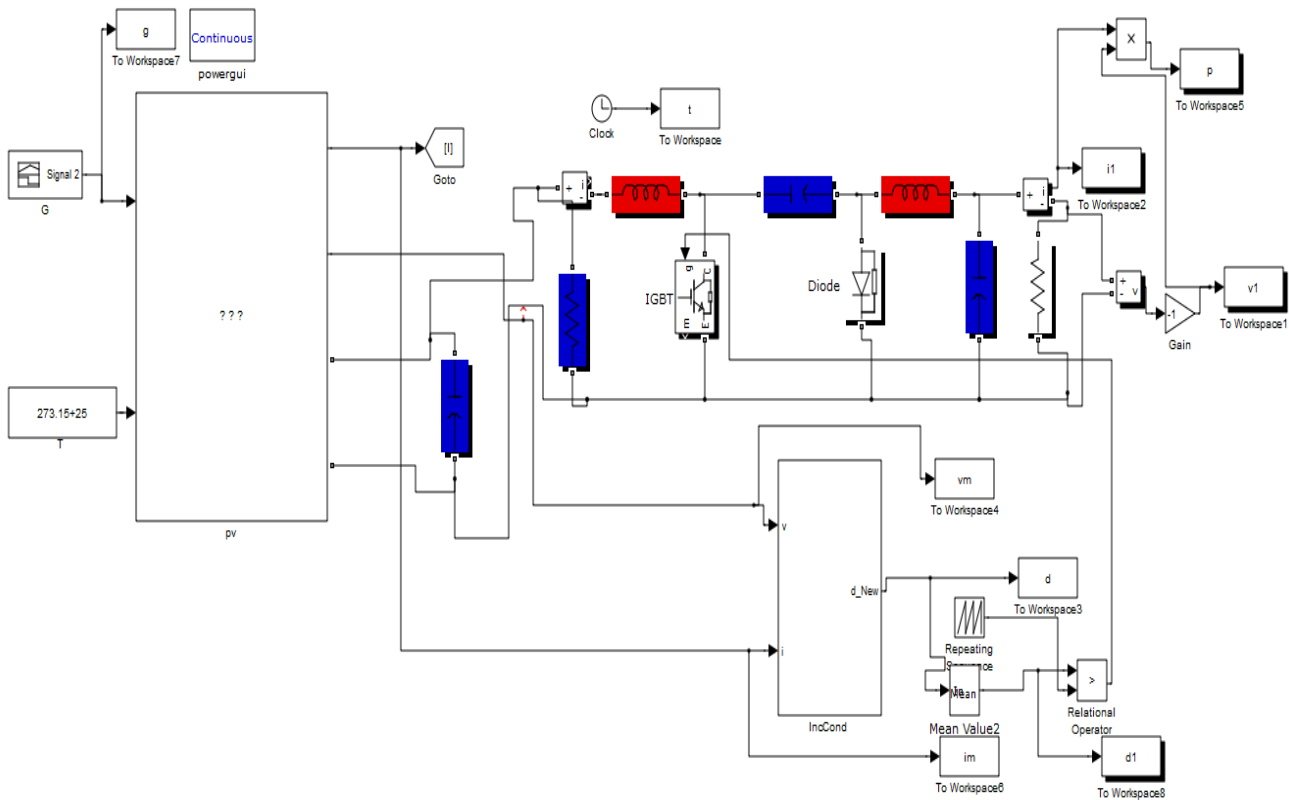 g
To Workspace7
Continuous
powergui
Signal 2
G
? ? ?
273.15+25
T
pv
[I]
Goto
Clock
t
To Workspace
+ i
-
IGBT
g C
m E
Diode
+ i
-
X
p
To Workspace5
i1
To Workspace2
+ v
-
-1
Gain
v1
To Workspace1
vm
To Workspace4
v
i
d_New
IncCond
d
To Workspace3
Repeating
Sequence
In
Mean
Mean Value2
>
Relational
Operator
im
To Workspace6
d1
To Workspace8